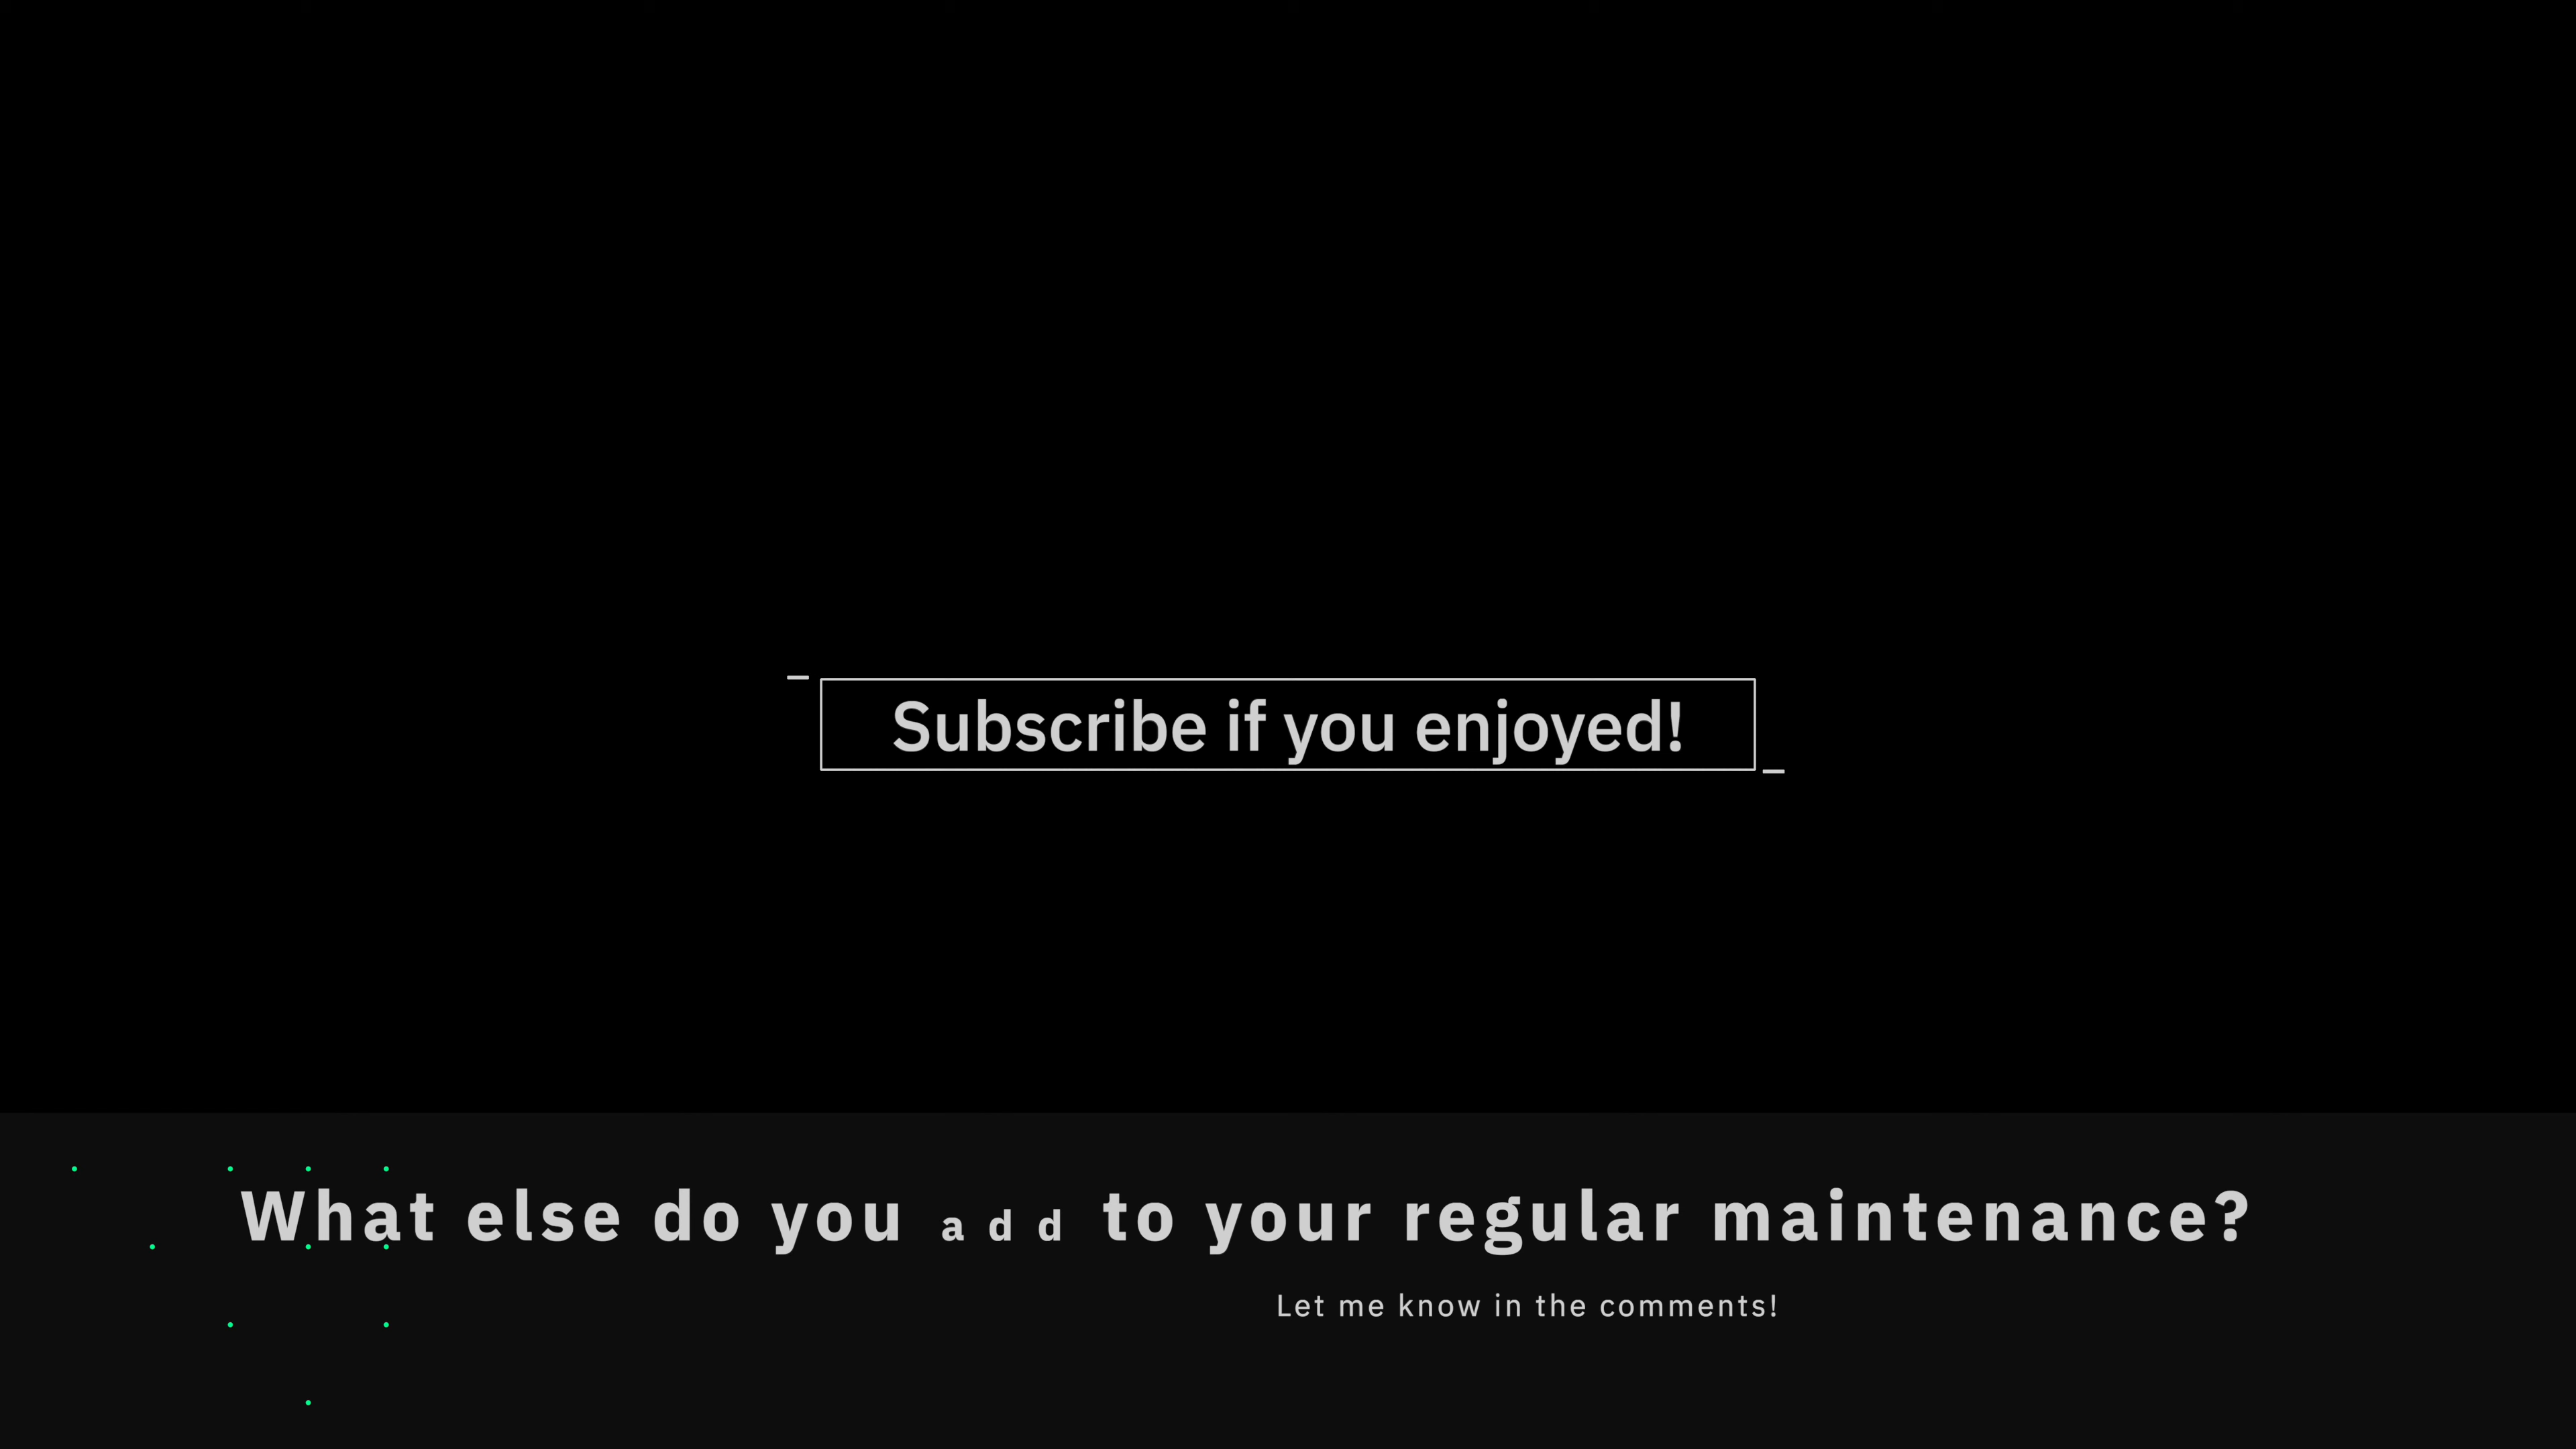 Subscribe if you enjoyed!
What else do you add to your regular maintenance?
Let me know in the comments!